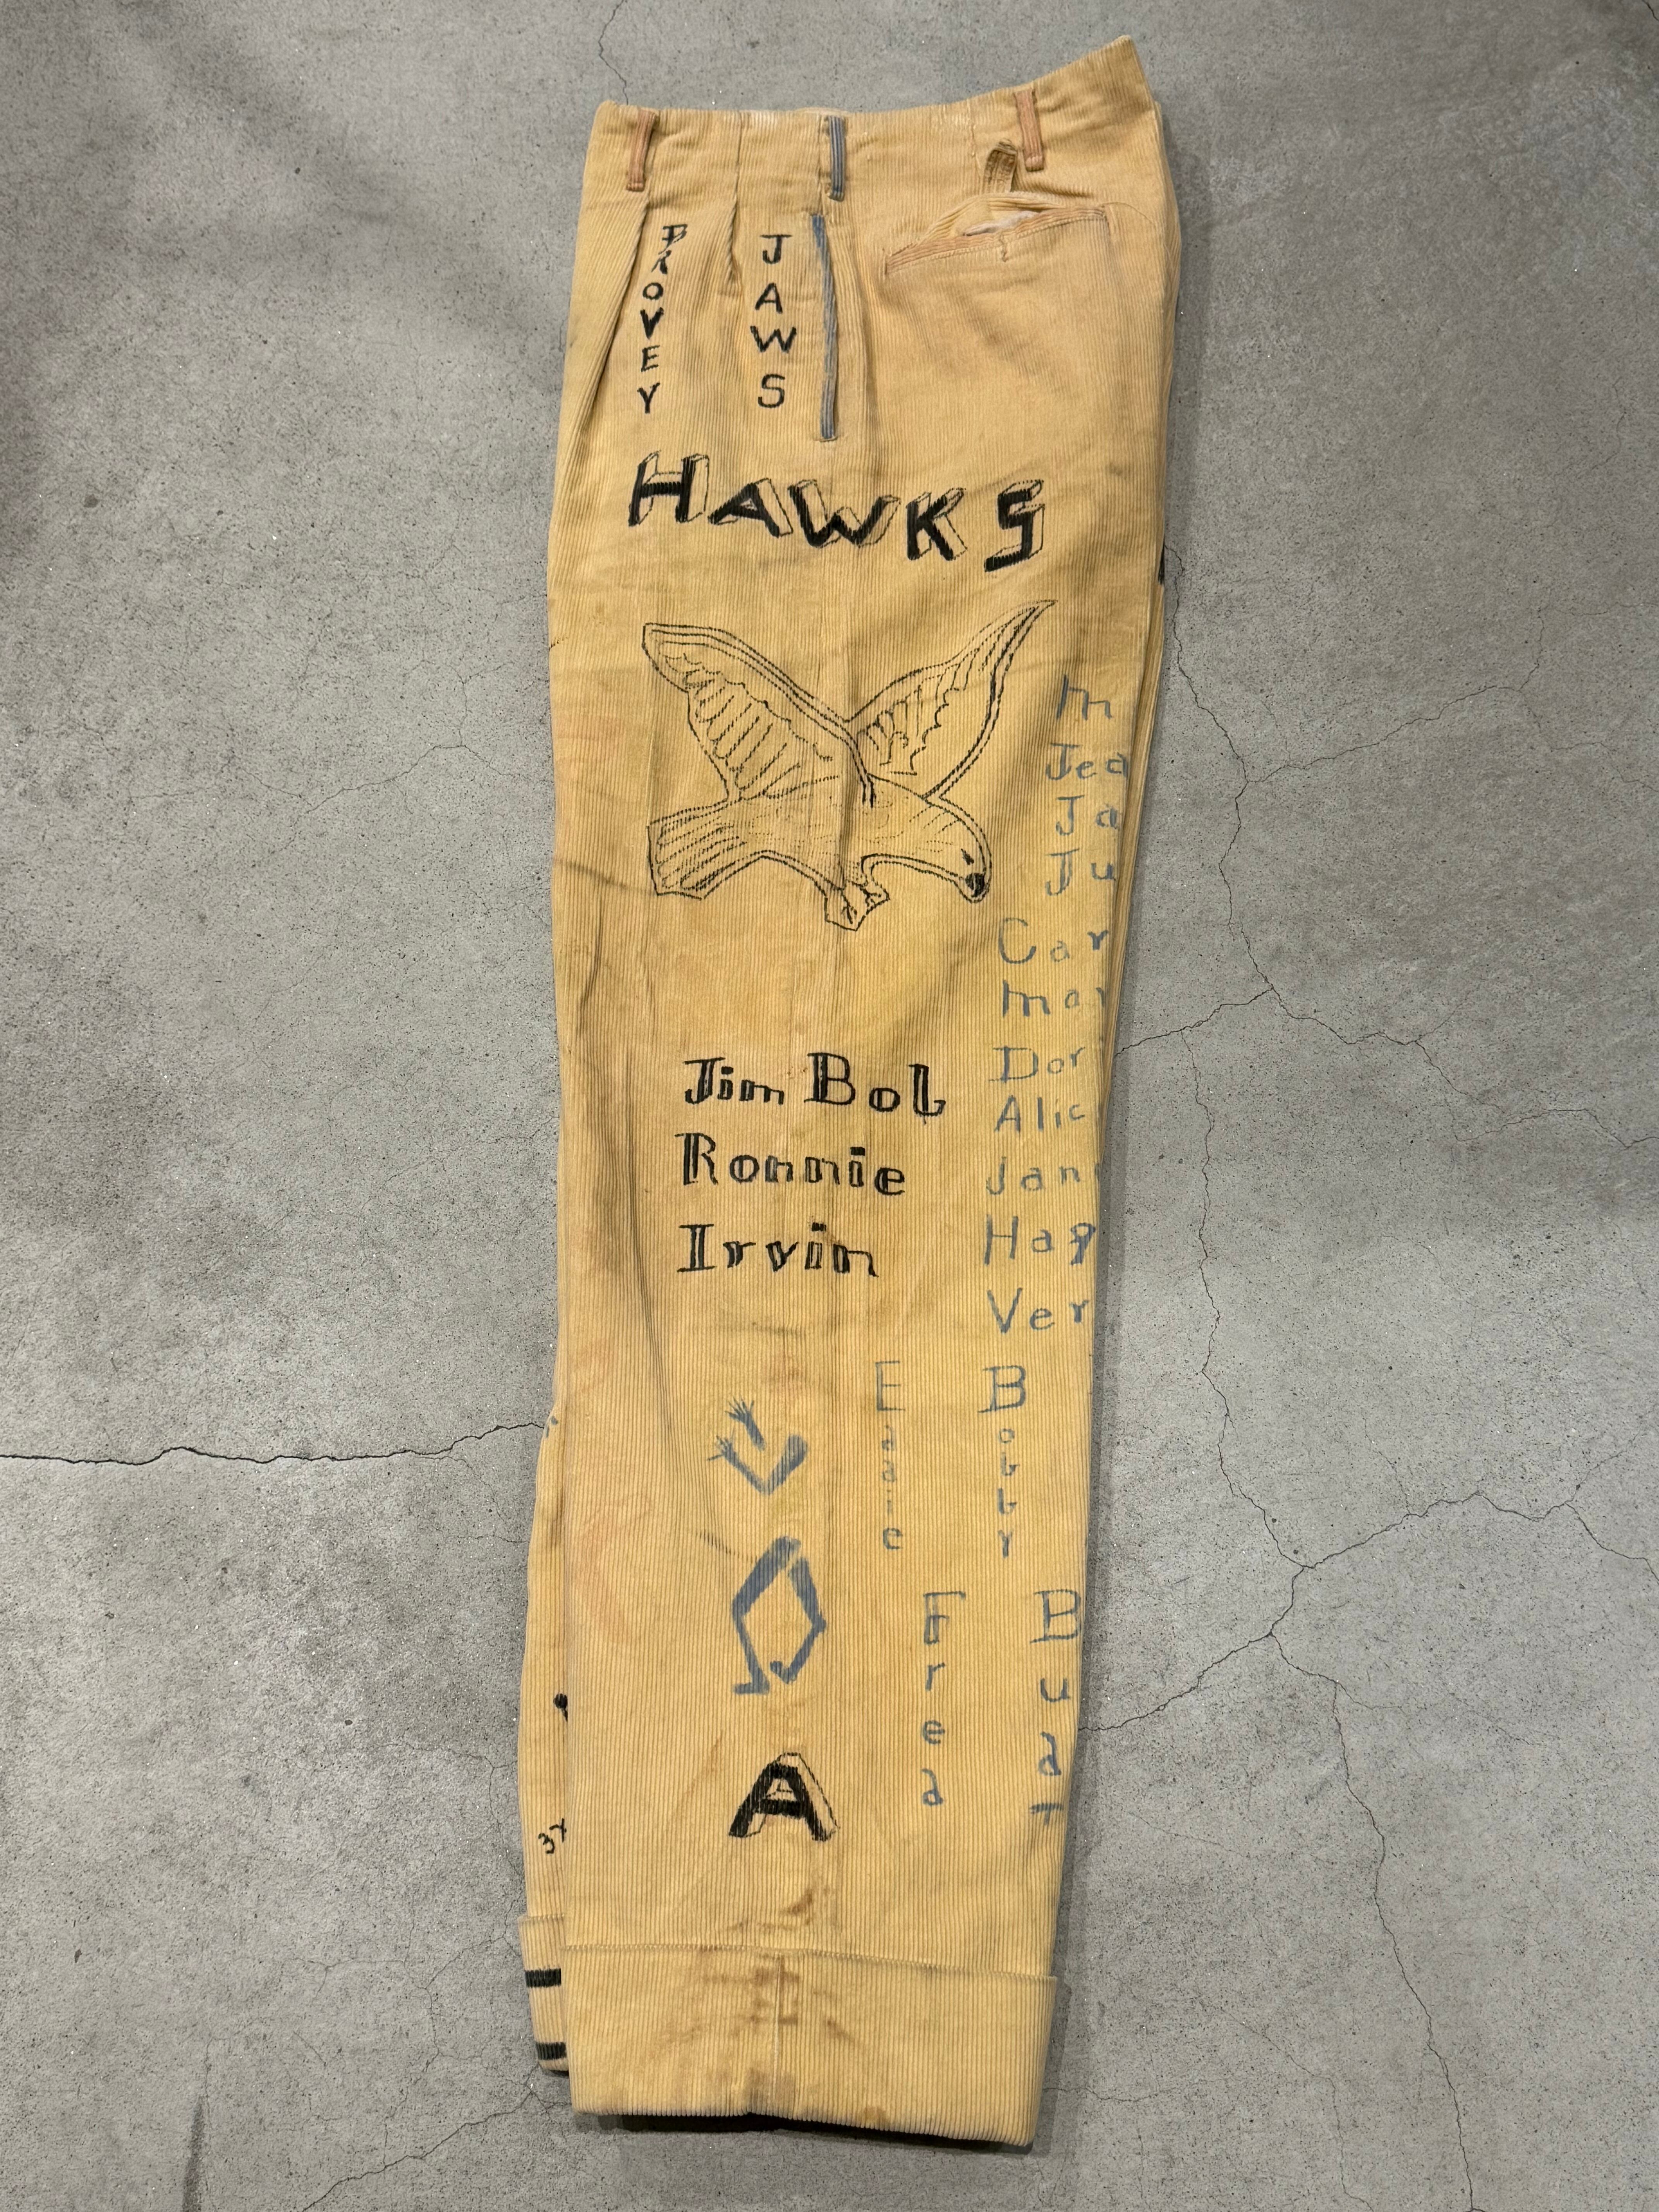 PROVEY
JAWS
HAWKS
m
Jea
Ja
Ju
Car
mar
Dor
Alic
Jim Bob
Ronnie
Irvin
jan
Hap
Ver
Eddie
Bobby
Fred
Bud
A